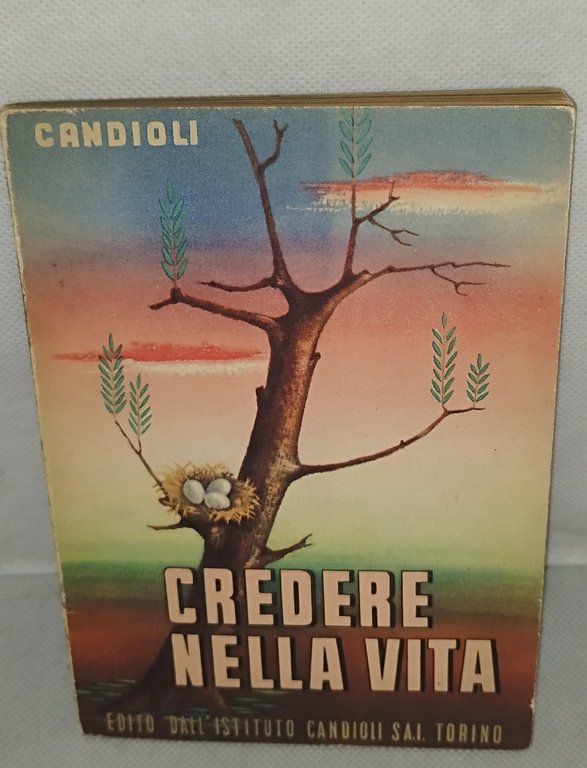 CANDIOLI
CREDERE
NELLA VITA
EDITO DALL'ISTITUTO CANDIOLI S.A.I. TORINO